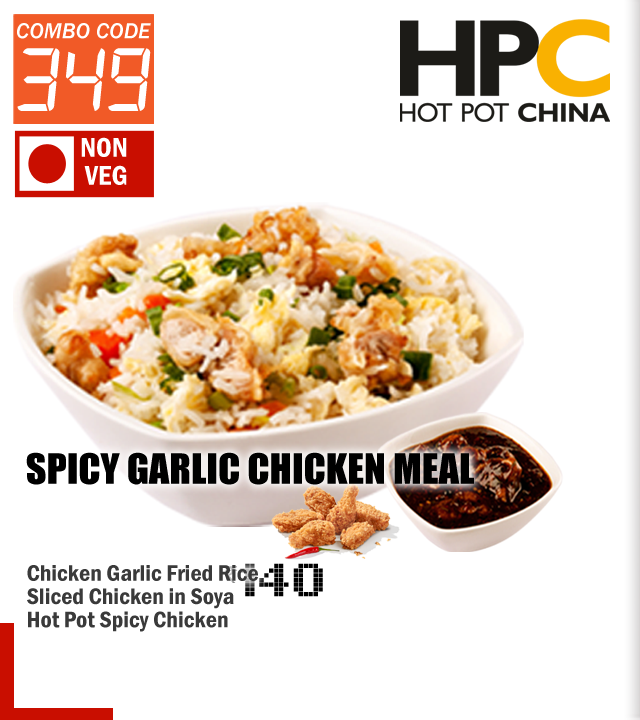 COMBO CODE
349
NON
VEG
HPC
HOT POT CHINA
SPICY GARLIC CHICKEN MEAL
Chicken Garlic Fried Rice
140
Sliced Chicken in Soya
Hot Pot Spicy Chicken